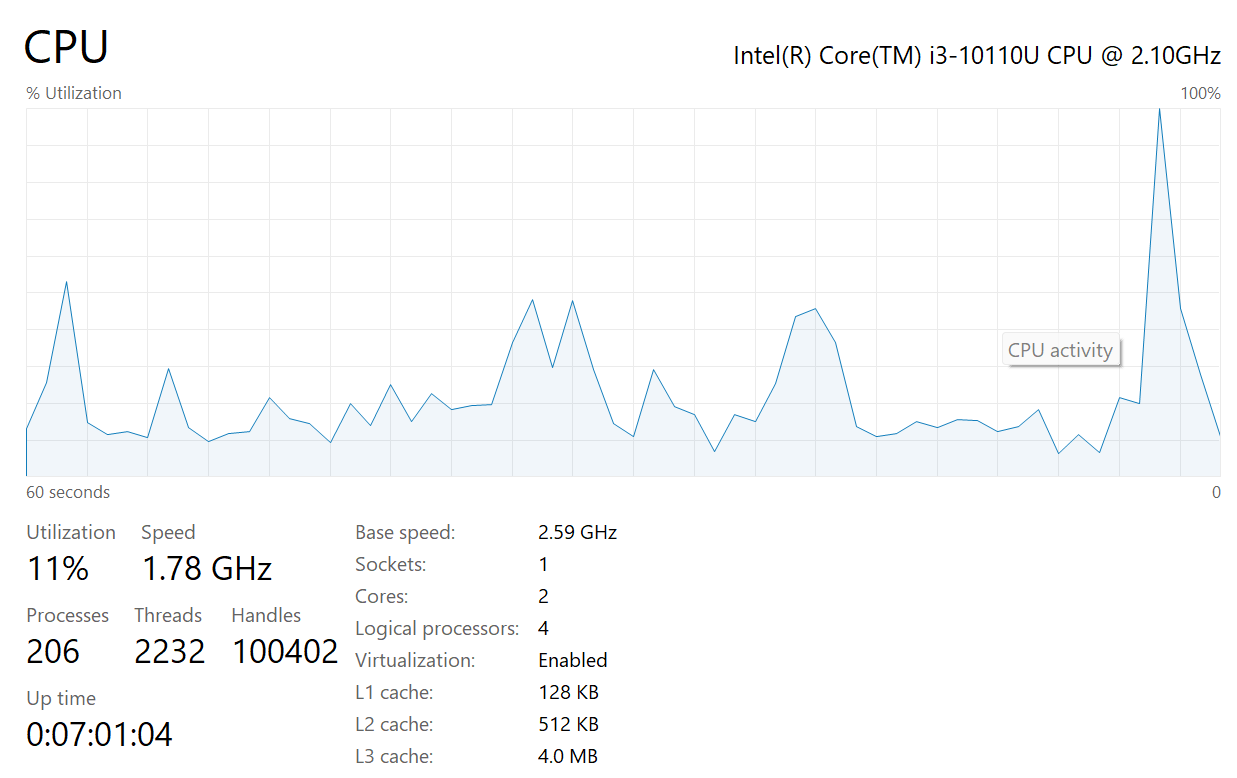 CPU
Intel(R) Core(TM) i3-10110U CPU @ 2.10GHz
% Utilization 100%
CPU activity
60 seconds 0
Utilization Speed
11% 1.78 GHz
Processes Threads Handles
206 2232 100402
Up time
0:07:01:04
Base speed: 2.59 GHz
Sockets: 1
Cores: 2
Logical processors: 4
Virtualization: Enabled
L1 cache: 128 KB
L2 cache: 512 KB
L3 cache: 4.0 MB